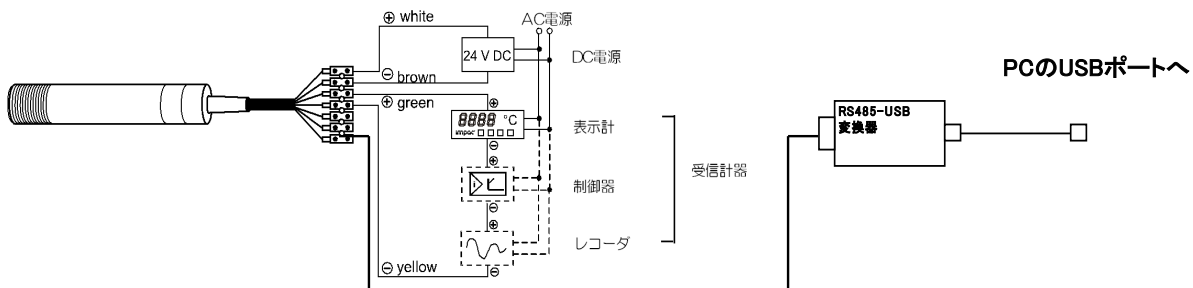 ⊕ white
AC電源
24 V DC
DC電源
⊖ brown
⊕ green
⊕
8888 °C
impac
表示計
⊖
⊕
制御器
⊖
⊕
レコーダ
⊖ yellow
⊖
受信計器
RS485-USB
変換器
PCのUSBポートへ